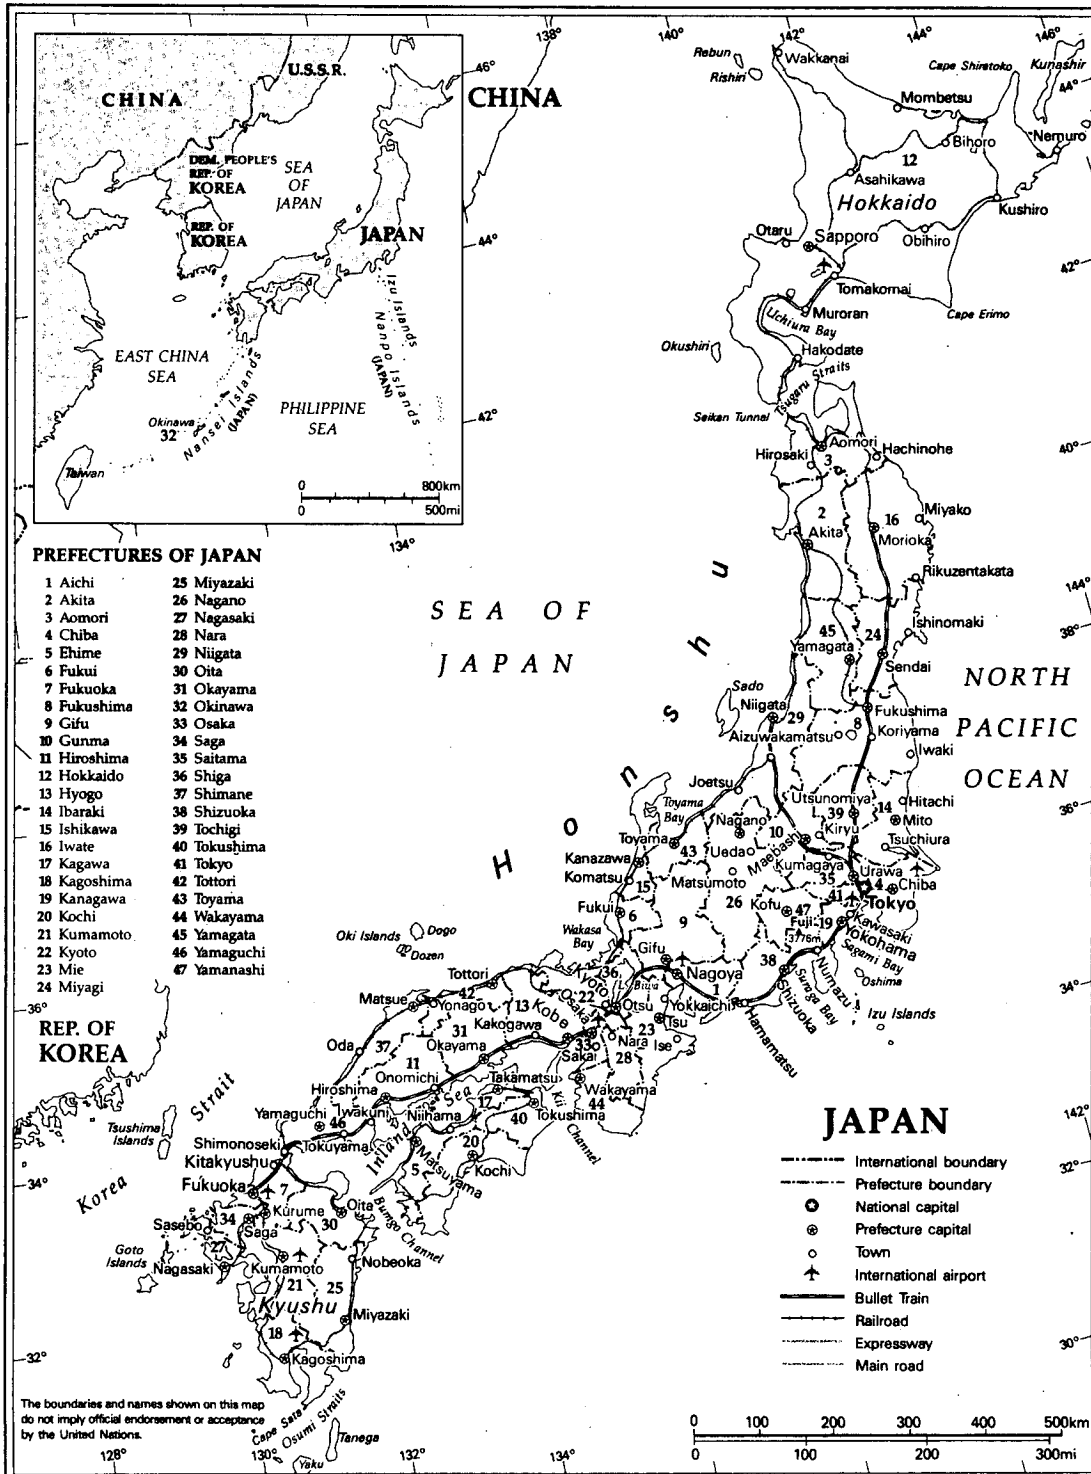 138°
140°
142°
144°
146°
44°
Rebun
Rishiri
Wakkanai
Cape Shiretoko
Kunashir
Mombetsu
Nemuro
Bihoro
12
Asahikawa
Hokkaido
Kushiro
Otaru
Sapporo
Obihiro
42°
Tomakomai
Muroran
Uchiura Bay
Cape Erimo
Okushiri
Hakodate
Tsugaru Straits
Seikan Tunnel
Aomori
40°
Hirosaki
3
Hachinohe
2
Miyako
Akita
16
Morioka
Rikuzentakata
144°
Ishinomaki
38°
45
24
Yamagata
Sendai
Sado
Niigata
29
Fukushima
Aizuwakamatsu
8
Koriyama
Iwaki
U.S.S.R.
CHINA
46°
CHINA
DEM. PEOPLE'S
REP. OF
KOREA
SEA
OF
JAPAN
REP. OF
KOREA
JAPAN
44°
Izu Islands
Nanpo Islands
(JAPAN)
EAST CHINA
SEA
Nansei Islands
(JAPAN)
PHILIPPINE
SEA
42°
Okinawa
32
Taiwan
0 800km
0 500mi
134°
PREFECTURES OF JAPAN
1 Aichi
2 Akita
3 Aomori
4 Chiba
5 Ehime
6 Fukui
7 Fukuoka
8 Fukushima
9 Gifu
10 Gunma
11 Hiroshima
12 Hokkaido
13 Hyogo
14 Ibaraki
15 Ishikawa
16 Iwate
17 Kagawa
18 Kagoshima
19 Kanagawa
20 Kochi
21 Kumamoto
22 Kyoto
23 Mie
24 Miyagi
25 Miyazaki
26 Nagano
27 Nagasaki
28 Nara
29 Niigata
30 Oita
31 Okayama
32 Okinawa
33 Osaka
34 Saga
35 Saitama
36 Shiga
37 Shimane
38 Shizuoka
39 Tochigi
40 Tokushima
41 Tokyo
42 Tottori
43 Toyama
44 Wakayama
45 Yamagata
46 Yamaguchi
47 Yamanashi
SEA OF
JAPAN
Honshu
NORTH
PACIFIC
OCEAN
Joetsu
Toyama
Bay
Utsunomiya
14
Hitachi
36°
39
Mito
Nagano
10
Kiryu
Toyama
43
Maebashi
Tsuchiura
Kanazawa
Ueda
Kumagaya
Komatsu
15
Matsumoto
35
Urawa
4
Chiba
26
Kofu
47
41
Tokyo
Fukui
6
9
Fuji
3776m
19
Kawasaki
Yokohama
Wakasa
Bay
Sagami Bay
Oki Islands
Dogo
Dozen
Gifu
38
Numazu
Oshima
34°
Tottori
Kyoto
36
L. Biwa
Nagoya
Suruga Bay
Shizuoka
Izu Islands
36°
Matsue
42
Yonago
13
Kobe
Osaka
22
Otsu
Yokkaichi
1
Hamamatsu
REP. OF
KOREA
31
Kakogawa
23
Tsu
Oda
37
Okayama
33
Sakai
Nara
28
Ise
11
Onomichi
Takamatsu
Wakayama
44
Hiroshima
Inland Sea
17
Tokushima
Kii Channel
Yamaguchi
Iwakuni
Niihama
40
142°
Tsushima
Islands
Korea Strait
46
Shimonoseki
Tokuyama
20
Kitakyushu
5
Matsuyama
Kochi
34°
32°
Fukuoka
7
Kurume
Oita
Bungo Channel
Sasebo
34
Saga
30
Goto
Islands
27
Nagasaki
Kumamoto
Nobeoka
21
25
Kyushu
Miyazaki
18
Kagoshima
32°
30°
Cape Sata
Osumi Straits
Tanega
Yaku
The boundaries and names shown on this map
do not imply official endorsement or acceptance
by the United Nations.
JAPAN
International boundary
Prefecture boundary
National capital
Prefecture capital
Town
International airport
Bullet Train
Railroad
Expressway
Main road
0 100 200 300 400 500km
0 100 200 300mi
128°
130°
132°
134°